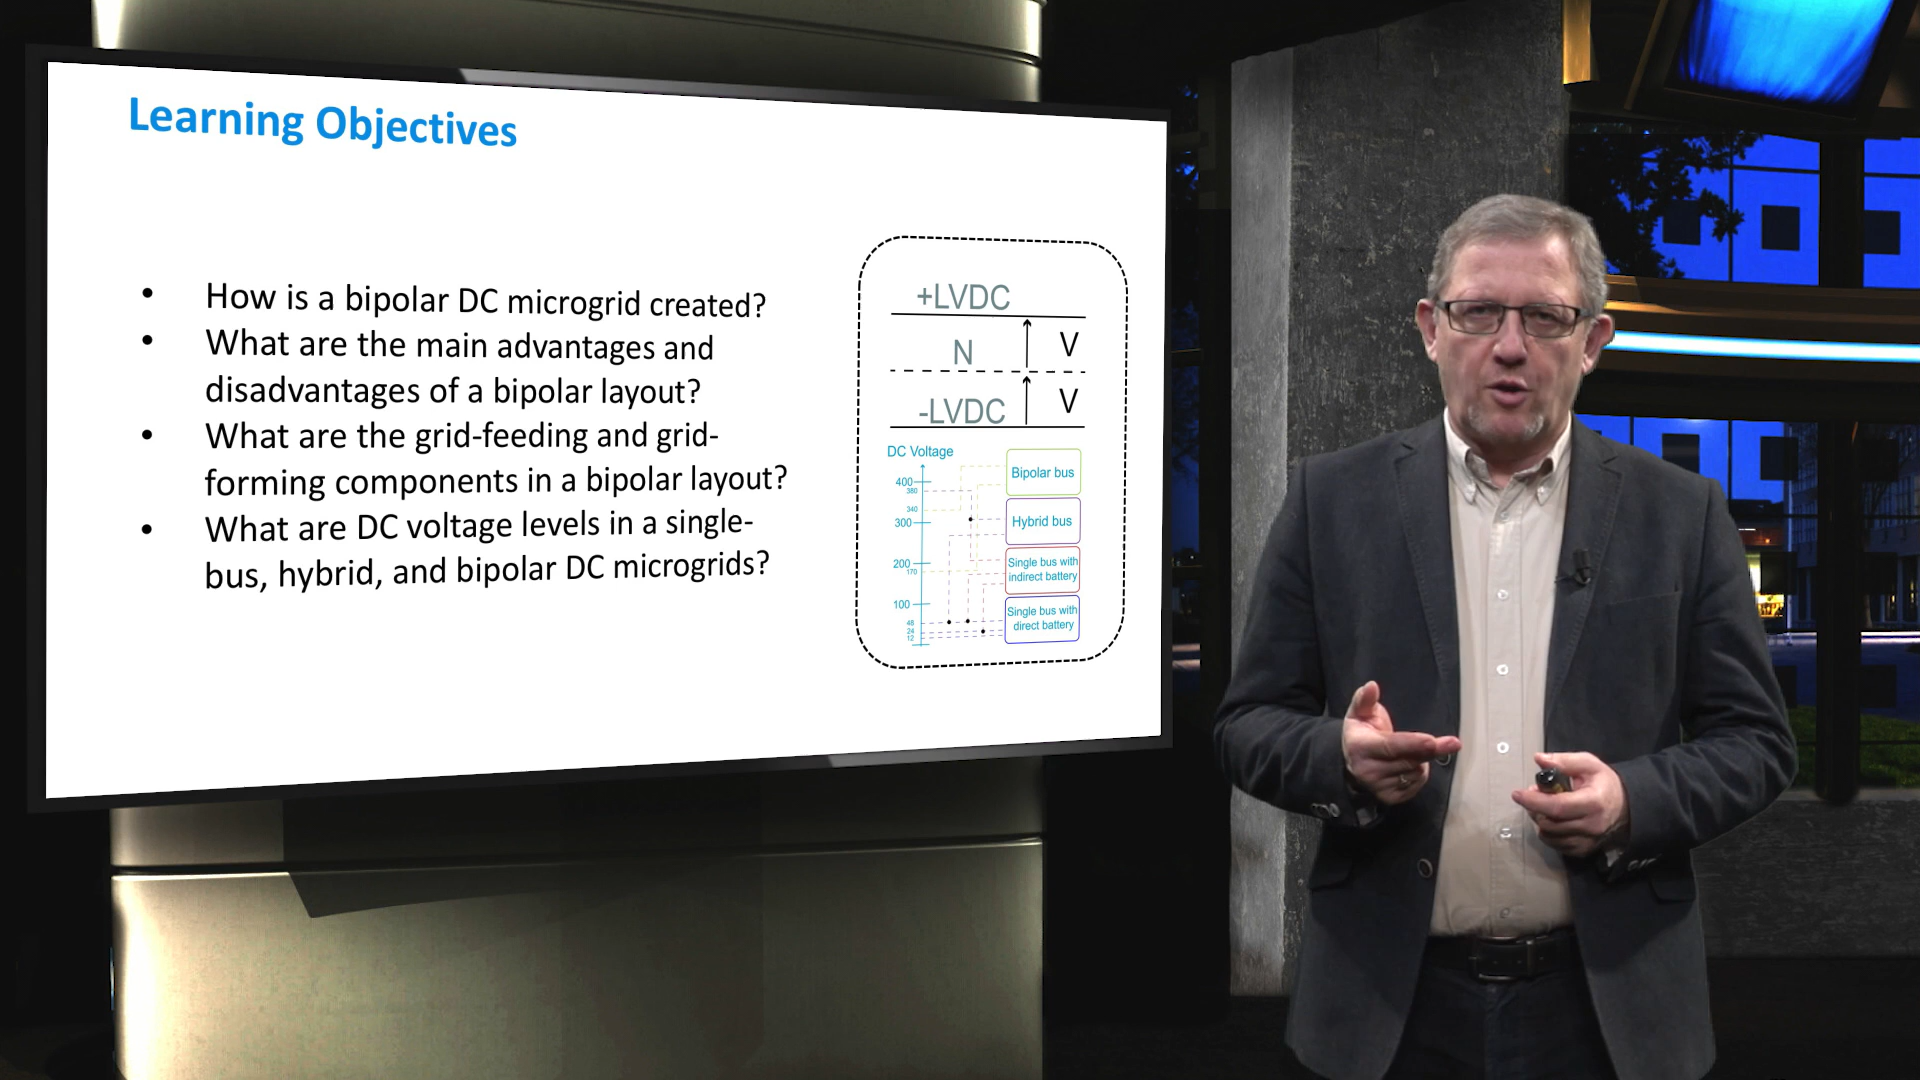 Learning Objectives
• How is a bipolar DC microgrid created?
• What are the main advantages and
disadvantages of a bipolar layout?
• What are the grid-feeding and grid-
forming components in a bipolar layout?
• What are DC voltage levels in a single-
bus, hybrid, and bipolar DC microgrids?
+LVDC
N V
-LVDC V
DC Voltage
400
380
340
300
200
170
100
48
24
12
Bipolar bus
Hybrid bus
Single bus with
indirect battery
Single bus with
direct battery